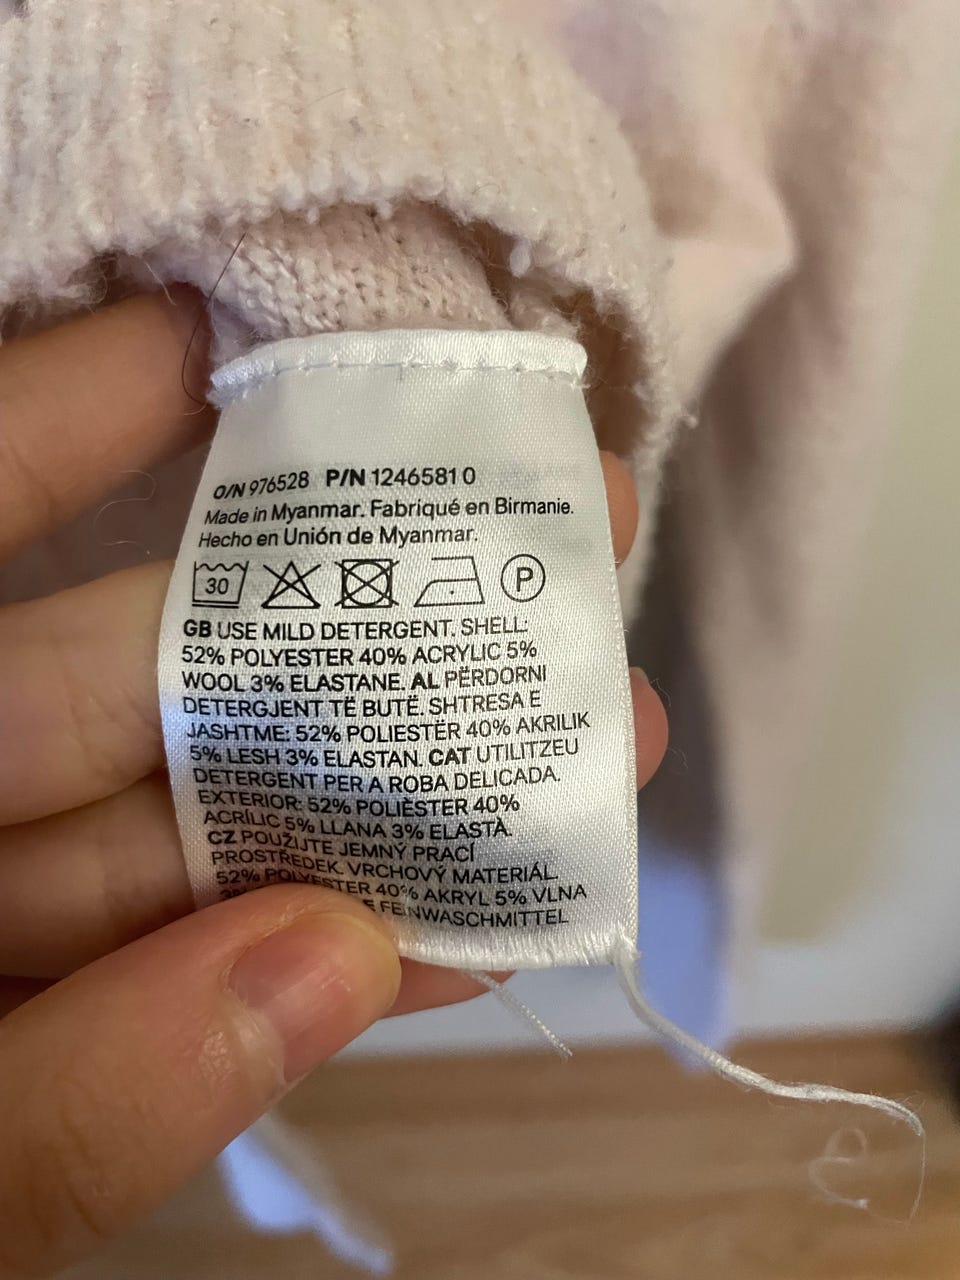 O/N 976528 P/N 1246581 0
Made in Myanmar. Fabriqué en Birmanie.
Hecho en Unión de Myanmar.
30 P
GB USE MILD DETERGENT. SHELL:
52% POLYESTER 40% ACRYLIC 5%
WOOL 3% ELASTANE. AL PËRDORNI
DETERGJENT TË BUTË. SHTRESA E
JASHTME: 52% POLIESTËR 40% AKRILIK
5% LESH 3% ELASTAN. CAT UTILITZEU
DETERGENT PER A ROBA DELICADA.
EXTERIOR: 52% POLIÈSTER 40%
ACRÍLIC 5% LLANA 3% ELASTÀ.
CZ POUŽIJTE JEMNÝ PRACÍ
PROSTŘEDEK. VRCHOVÝ MATERIÁL.
52% POLYESTER 40% AKRYL 5% VLNA
FEINWASCHMITTEL